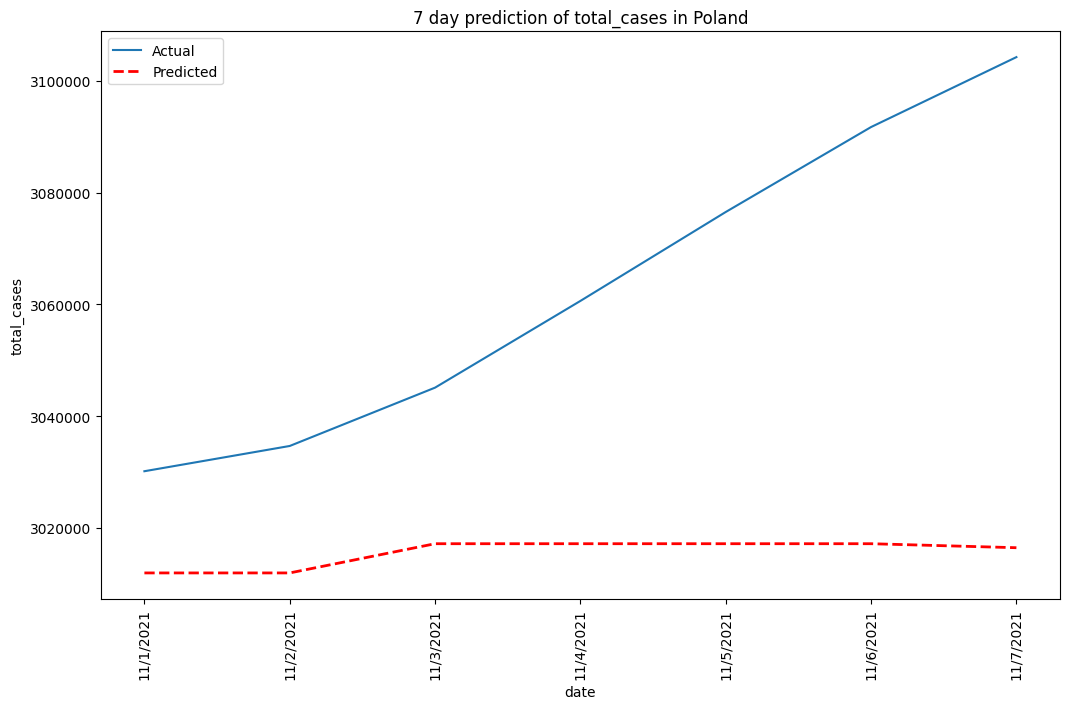 7 day prediction of total_cases in Poland
Actual
Predicted
3100000
3080000
3060000
3040000
3020000
total_cases
11/1/2021
11/2/2021
11/3/2021
11/4/2021
11/5/2021
11/6/2021
11/7/2021
date